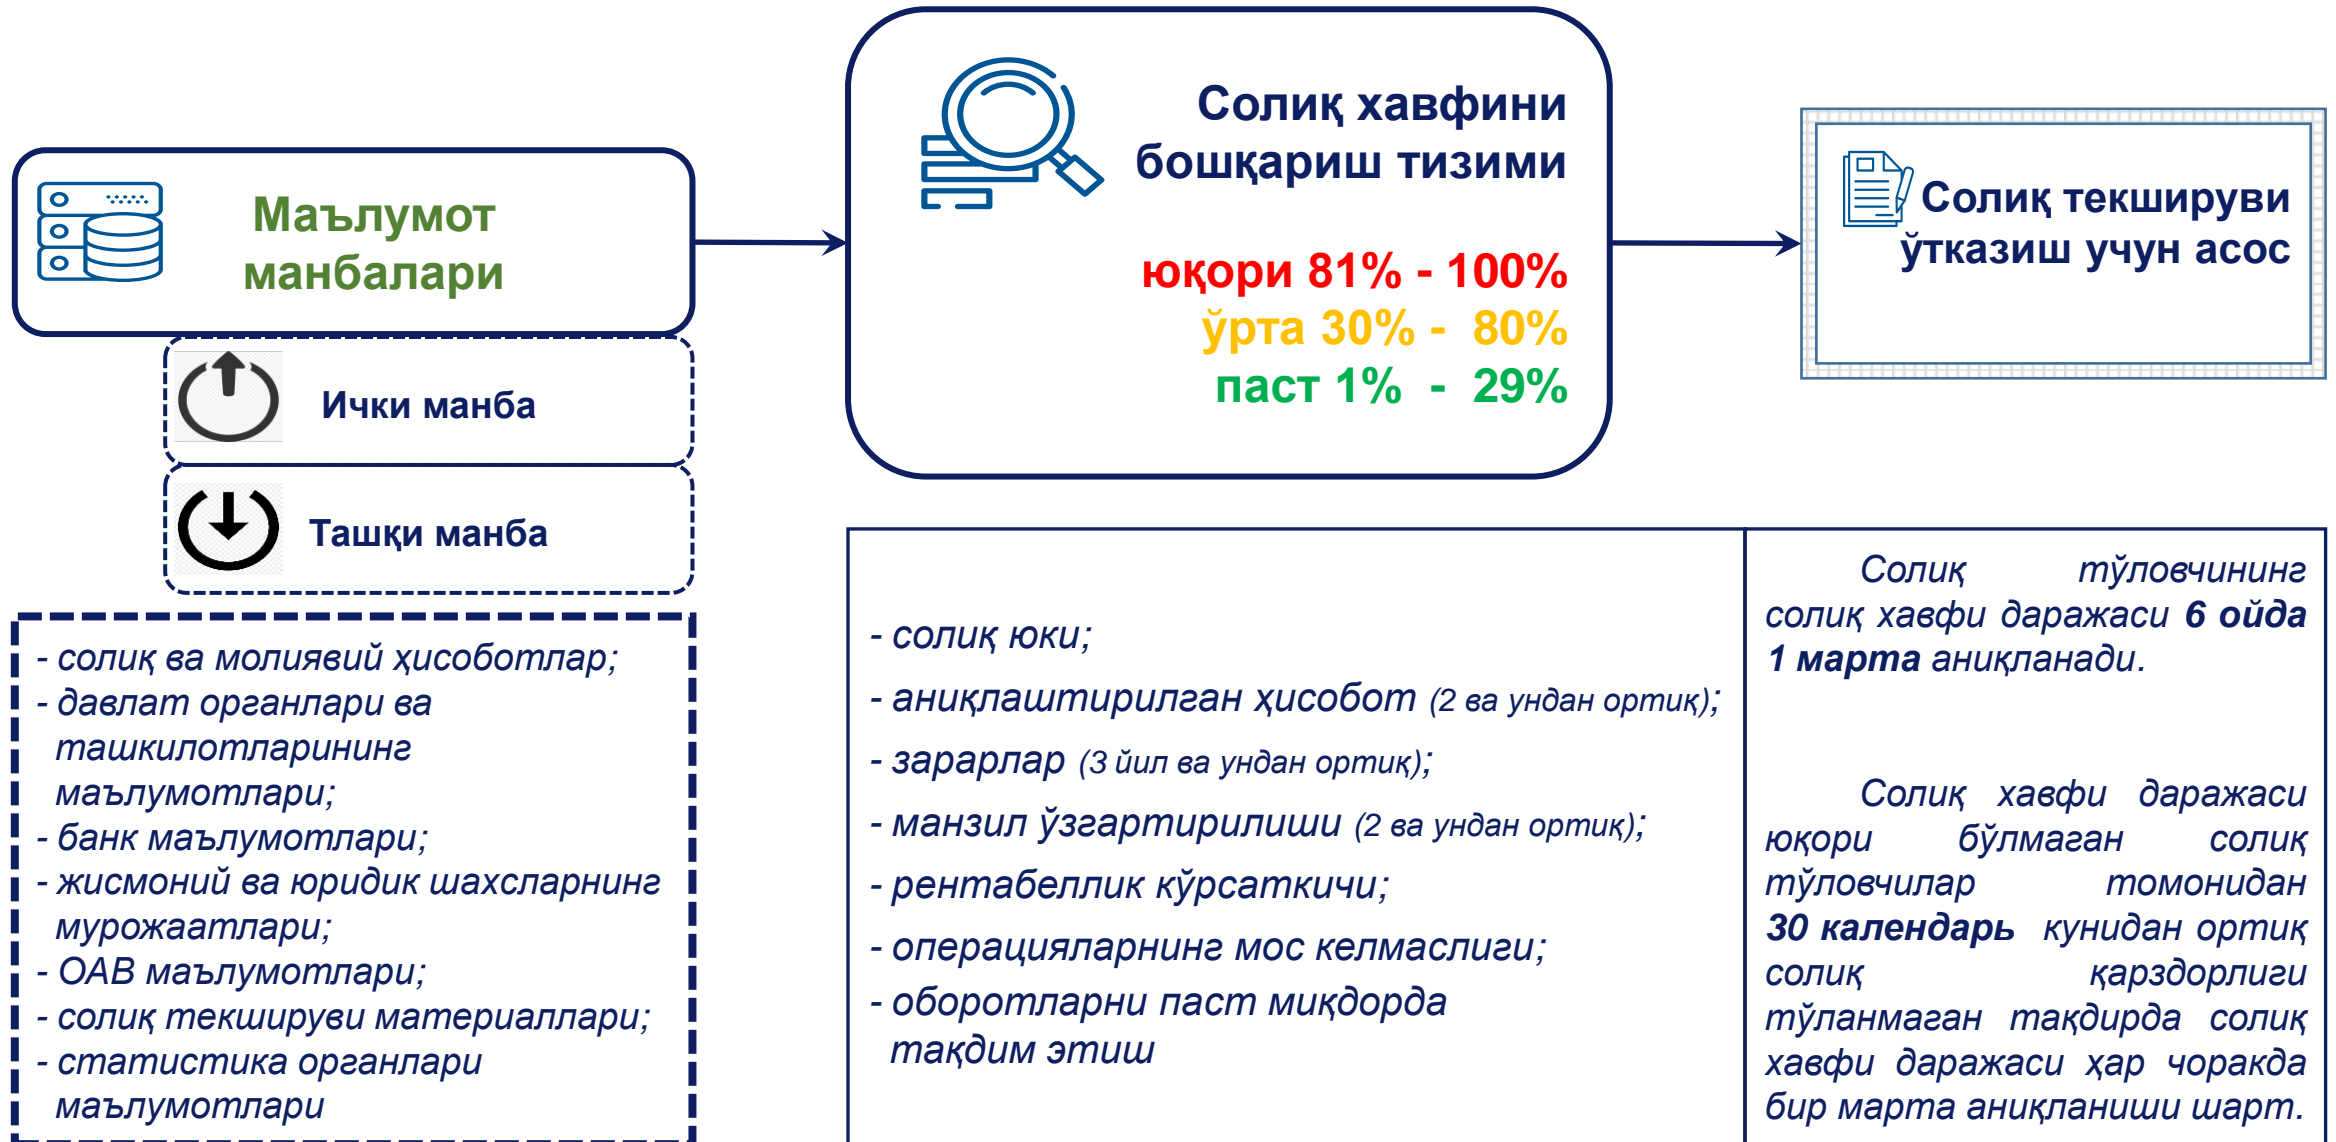 Маълумот
манбалари
Ички манба
Ташқи манба
- солиқ ва молиявий ҳисоботлар;
- давлат органлари ва
ташкилотларининг
маълумотлари;
- банк маълумотлари;
- жисмоний ва юридик шахсларнинг
мурожаатлари;
- ОАВ маълумотлари;
- солиқ текшируви материаллари;
- статистика органлари
маълумотлари
Солиқ хавфини
бошқариш тизими
юқори 81% - 100%
ўрта 30% - 80%
паст 1% - 29%
- солиқ юки;
- аниқлаштирилган ҳисобот (2 ва ундан ортиқ);
- зарарлар (3 йил ва ундан ортиқ);
- манзил ўзгартирилиши (2 ва ундан ортиқ);
- рентабеллик кўрсаткичи;
- операцияларнинг мос келмаслиги;
- оборотларни паст миқдорда
тақдим этиш
Солиқ текшируви
ўтказиш учун асос
Солиқ тўловчининг
солиқ хавфи даражаси 6 ойда
1 марта аниқланади.
Солиқ хавфи даражаси
юқори бўлмаган солиқ
тўловчилар томонидан
30 календарь кунидан ортиқ
солиқ қарздорлиги
тўланмаган тақдирда солиқ
хавфи даражаси ҳар чоракда
бир марта аниқланиши шарт.